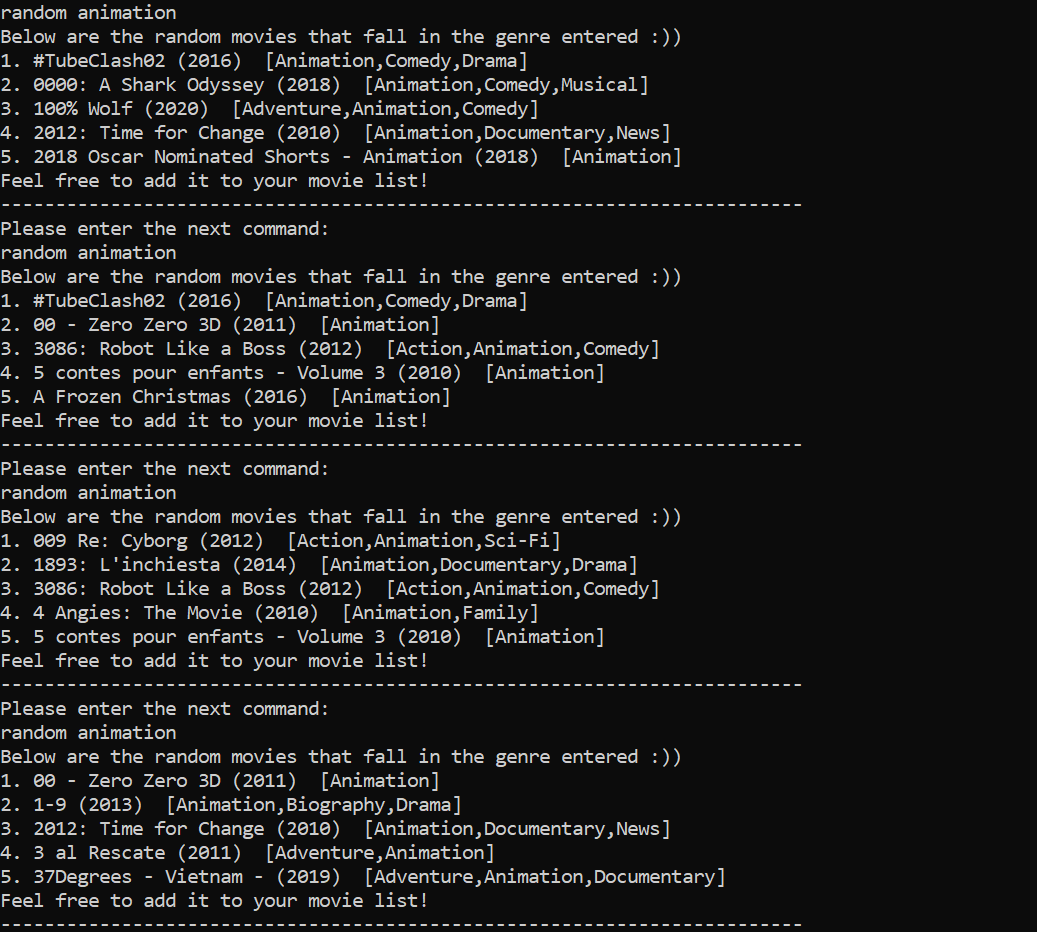 random animation
Below are the random movies that fall in the genre entered :))
1. #TubeClash02 (2016)  [Animation,Comedy,Drama]
2. 0000: A Shark Odyssey (2018)  [Animation,Comedy,Musical]
3. 100% Wolf (2020)  [Adventure,Animation,Comedy]
4. 2012: Time for Change (2010)  [Animation,Documentary,News]
5. 2018 Oscar Nominated Shorts - Animation (2018)  [Animation]
Feel free to add it to your movie list!
-------------------------------------------------------------------------
Please enter the next command:
random animation
Below are the random movies that fall in the genre entered :))
1. #TubeClash02 (2016)  [Animation,Comedy,Drama]
2. 00 - Zero Zero 3D (2011)  [Animation]
3. 3086: Robot Like a Boss (2012)  [Action,Animation,Comedy]
4. 5 contes pour enfants - Volume 3 (2010)  [Animation]
5. A Frozen Christmas (2016)  [Animation]
Feel free to add it to your movie list!
-------------------------------------------------------------------------
Please enter the next command:
random animation
Below are the random movies that fall in the genre entered :))
1. 009 Re: Cyborg (2012)  [Action,Animation,Sci-Fi]
2. 1893: L'inchiesta (2014)  [Animation,Documentary,Drama]
3. 3086: Robot Like a Boss (2012)  [Action,Animation,Comedy]
4. 4 Angies: The Movie (2010)  [Animation,Family]
5. 5 contes pour enfants - Volume 3 (2010)  [Animation]
Feel free to add it to your movie list!
-------------------------------------------------------------------------
Please enter the next command:
random animation
Below are the random movies that fall in the genre entered :))
1. 00 - Zero Zero 3D (2011)  [Animation]
2. 1-9 (2013)  [Animation,Biography,Drama]
3. 2012: Time for Change (2010)  [Animation,Documentary,News]
4. 3 al Rescate (2011)  [Adventure,Animation]
5. 37Degrees - Vietnam - (2019)  [Adventure,Animation,Documentary]
Feel free to add it to your movie list!
-------------------------------------------------------------------------